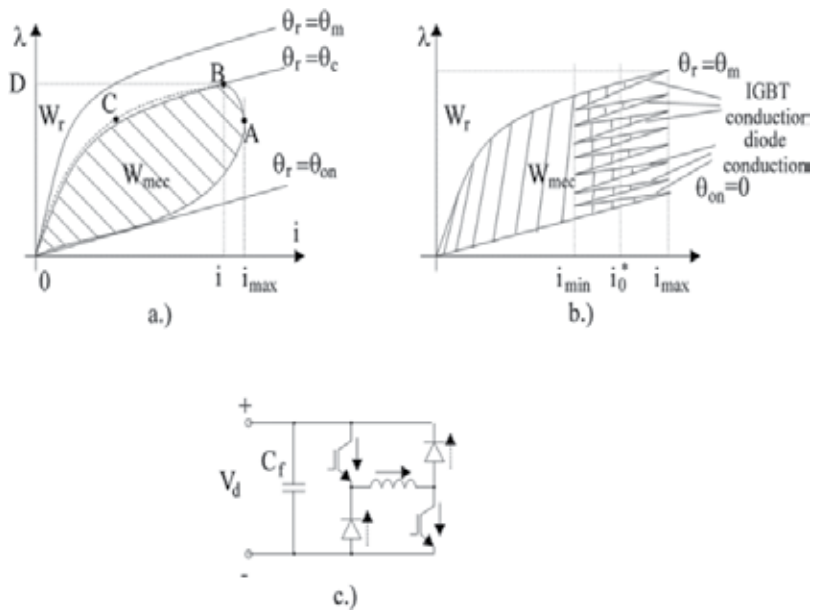 λ
θr=θm
θr=θc
D
B
Wr
C
A
Wmec
θr=θon
i
0
i
imax
a.)
λ
θr=θm
IGBT
conduction
diode
conduction
Wr
Wmec
θon=0
i
imin
i0*
imax
b.)
+
Cf
Vd
-
c.)